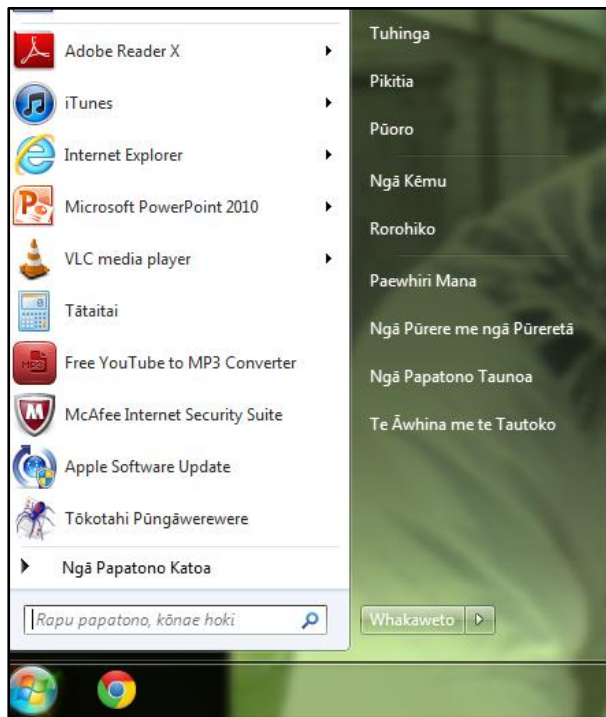 Adobe Reader X
iTunes
Internet Explorer
Microsoft PowerPoint 2010
VLC media player
Tātaitai
Free YouTube to MP3 Converter
McAfee Internet Security Suite
Apple Software Update
Tōkotahi Pūngāwerewere
Ngā Papatono Katoa
Rapu papatono, kōnae hoki
Tuhinga
Pikitia
Pūoro
Ngā Kēmu
Rorohiko
Paewhiri Mana
Ngā Pūrere me ngā Pūreretā
Ngā Papatono Taunoa
Te Āwhina me te Tautoko
Whakaweto